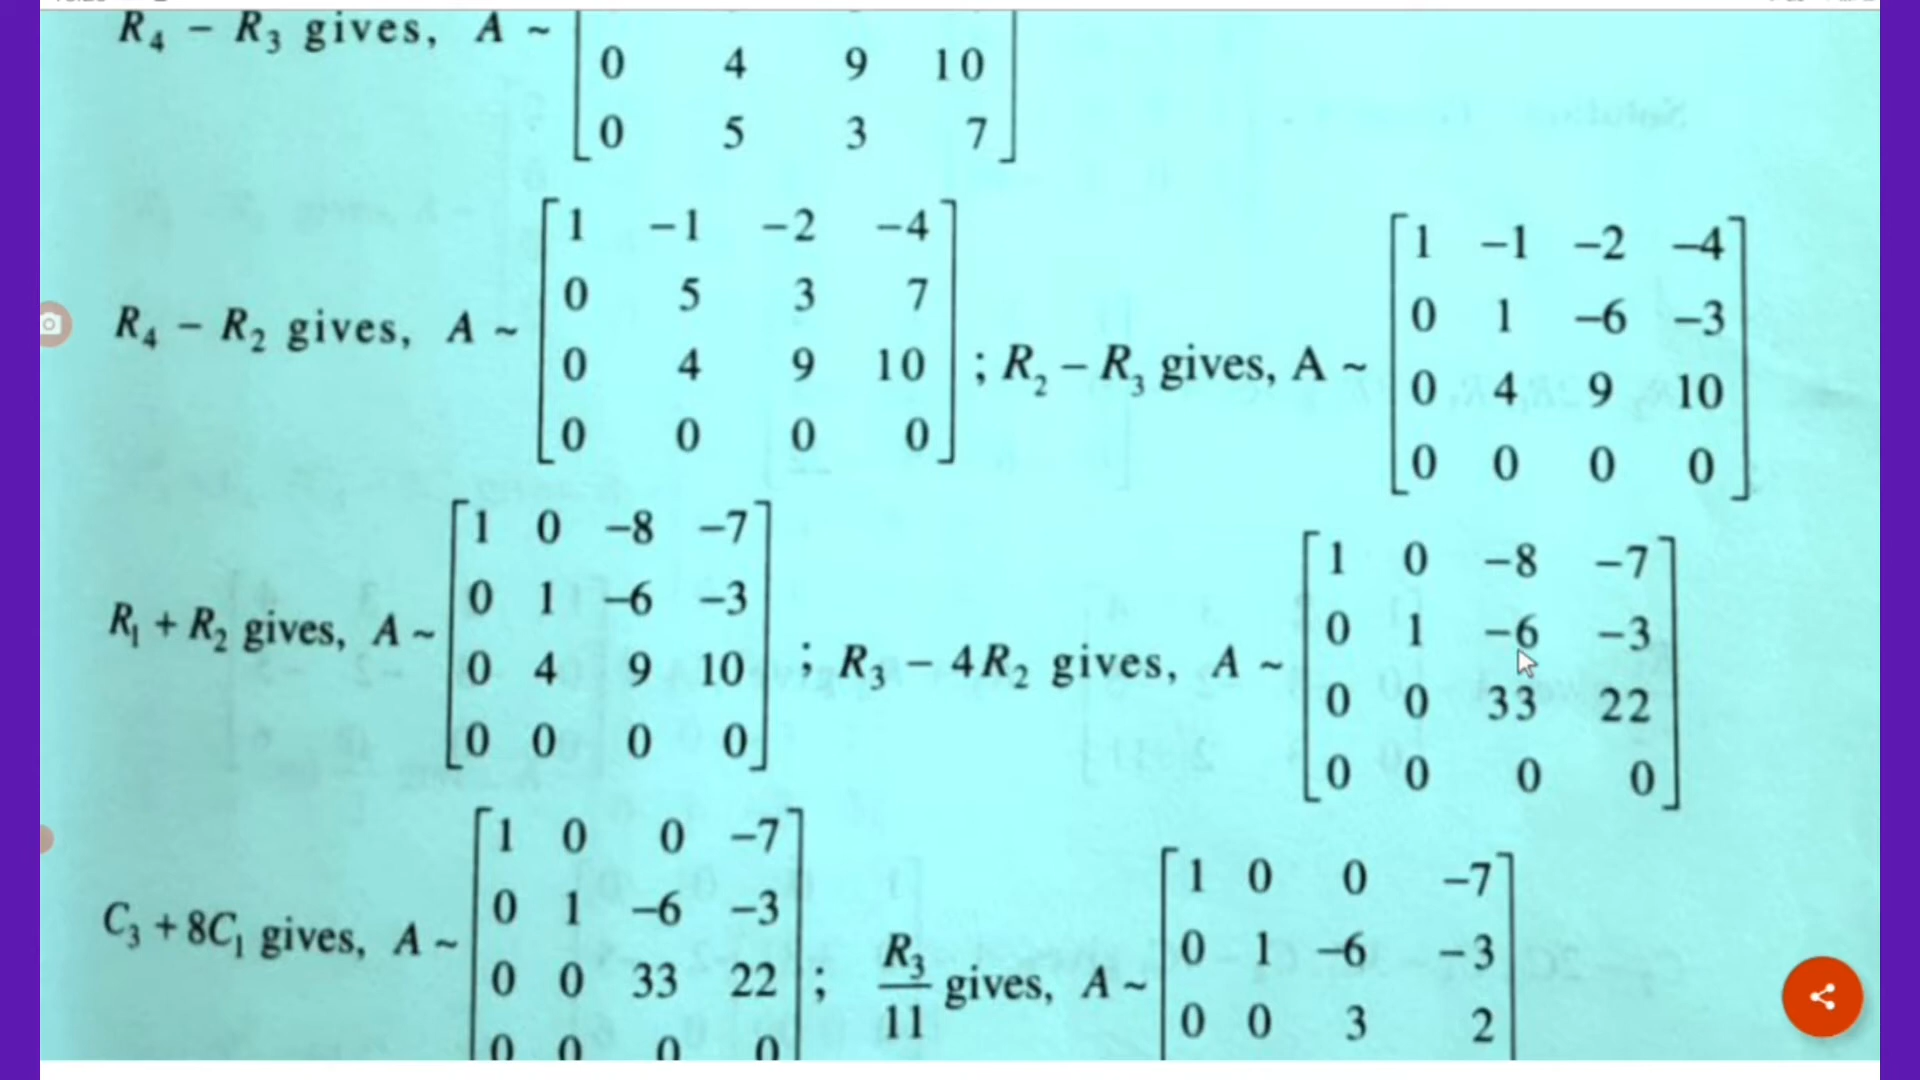 R₄ − R₃ gives, A ~
0 4 9 10
0 5 3 7
R₄ − R₂ gives, A ~
1 −1 −2 −4
0 5 3 7
0 4 9 10
0 0 0 0
; R₂ − R₃ gives, A ~
1 −1 −2 −4
0 1 −6 −3
0 4 9 10
0 0 0 0
R₁ + R₂ gives, A ~
1 0 −8 −7
0 1 −6 −3
0 4 9 10
0 0 0 0
; R₃ − 4R₂ gives, A ~
1 0 −8 −7
0 1 −6 −3
0 0 33 22
0 0 0 0
C₃ + 8C₁ gives, A ~
1 0 0 −7
0 1 −6 −3
0 0 33 22
0 0 0 0
; R₃/11 gives, A ~
1 0 0 −7
0 1 −6 −3
0 0 3 2